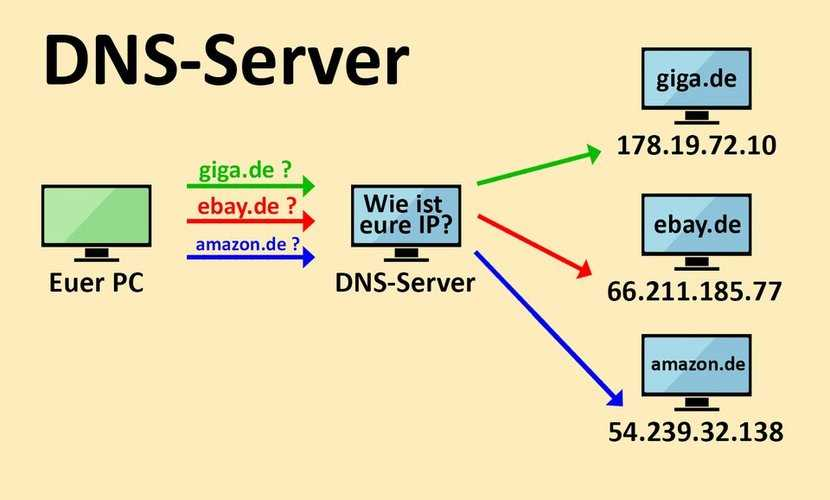 DNS-Server
giga.de ?
ebay.de ?
amazon.de ?
Euer PC
Wie ist
eure IP?
DNS-Server
giga.de
178.19.72.10
ebay.de
66.211.185.77
amazon.de
54.239.32.138